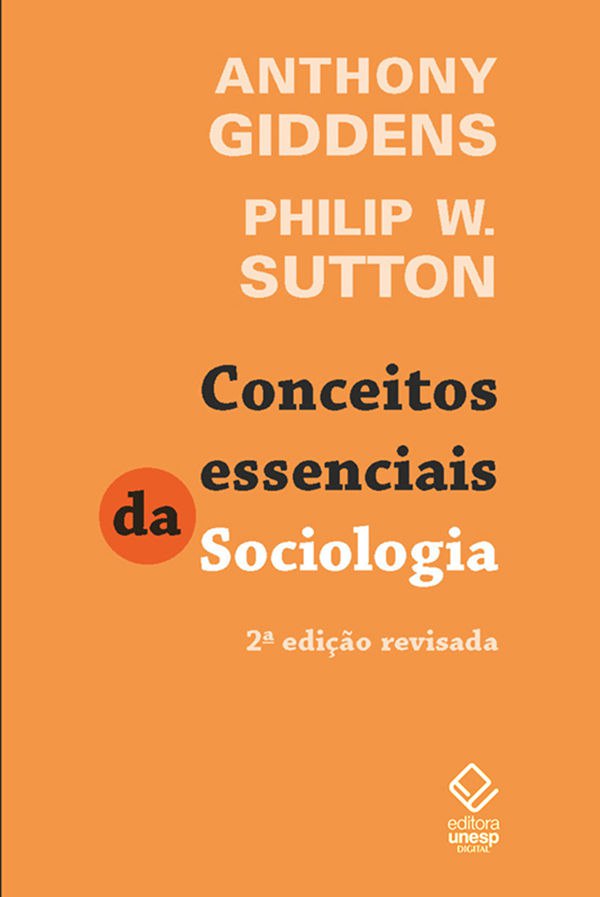 ANTHONY
GIDDENS
PHILIP W.
SUTTON
Conceitos
essenciais
da
Sociologia
2ª edição revisada
editora
unesp
DIGITAL